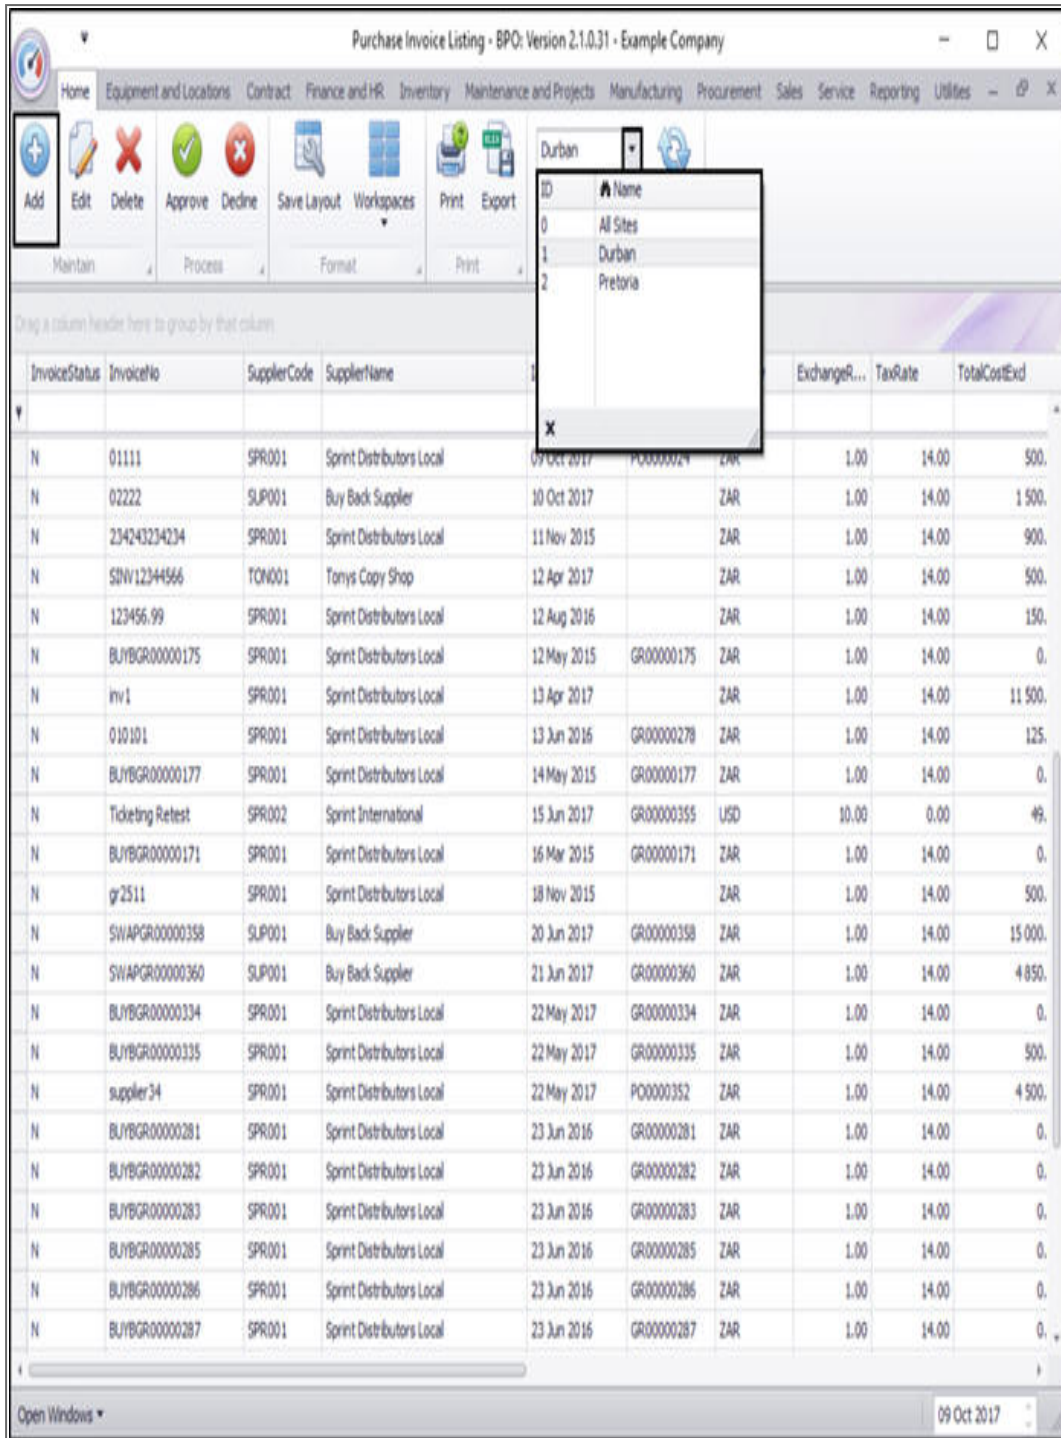 Purchase Invoice Listing - BPO: Version 2.1.0.31 - Example Company
Home Equipment and Locations Contract Finance and HR Inventory Maintenance and Projects Manufacturing Procurement Sales Service Reporting Utilities
Add Edit Delete Approve Decline Save Layout Workspaces Print Export Durban
Maintain Process Format Print
ID Name
0 All Sites
1 Durban
2 Pretoria
Drag a column header here to group by that column
InvoiceStatus InvoiceNo SupplierCode SupplierName ExchangeR... TaxRate TotalCostExcl
N 01111 SPR001 Sprint Distributors Local 09 Oct 2017 PO0000024 ZAR 1.00 14.00 500.
N 02222 SUP001 Buy Back Supplier 10 Oct 2017 ZAR 1.00 14.00 1 500.
N 234243234234 SPR001 Sprint Distributors Local 11 Nov 2015 ZAR 1.00 14.00 900.
N SINV12344566 TON001 Tonys Copy Shop 12 Apr 2017 ZAR 1.00 14.00 500.
N 123456.99 SPR001 Sprint Distributors Local 12 Aug 2016 ZAR 1.00 14.00 150.
N BUYBGR00000175 SPR001 Sprint Distributors Local 12 May 2015 GR00000175 ZAR 1.00 14.00 0.
N inv1 SPR001 Sprint Distributors Local 13 Apr 2017 ZAR 1.00 14.00 11 500.
N 010101 SPR001 Sprint Distributors Local 13 Jun 2016 GR00000278 ZAR 1.00 14.00 125.
N BUYBGR00000177 SPR001 Sprint Distributors Local 14 May 2015 GR00000177 ZAR 1.00 14.00 0.
N Ticketing Retest SPR002 Sprint International 15 Jun 2017 GR00000355 USD 10.00 0.00 49.
N BUYBGR00000171 SPR001 Sprint Distributors Local 16 Mar 2015 GR00000171 ZAR 1.00 14.00 0.
N gr2511 SPR001 Sprint Distributors Local 18 Nov 2015 ZAR 1.00 14.00 500.
N SWAPGR00000358 SUP001 Buy Back Supplier 20 Jun 2017 GR00000358 ZAR 1.00 14.00 15 000.
N SWAPGR00000360 SUP001 Buy Back Supplier 21 Jun 2017 GR00000360 ZAR 1.00 14.00 4 850.
N BUYBGR00000334 SPR001 Sprint Distributors Local 22 May 2017 GR00000334 ZAR 1.00 14.00 0.
N BUYBGR00000335 SPR001 Sprint Distributors Local 22 May 2017 GR00000335 ZAR 1.00 14.00 500.
N supplier34 SPR001 Sprint Distributors Local 22 May 2017 PO0000352 ZAR 1.00 14.00 4 500.
N BUYBGR00000281 SPR001 Sprint Distributors Local 23 Jun 2016 GR00000281 ZAR 1.00 14.00 0.
N BUYBGR00000282 SPR001 Sprint Distributors Local 23 Jun 2016 GR00000282 ZAR 1.00 14.00 0.
N BUYBGR00000283 SPR001 Sprint Distributors Local 23 Jun 2016 GR00000283 ZAR 1.00 14.00 0.
N BUYBGR00000285 SPR001 Sprint Distributors Local 23 Jun 2016 GR00000285 ZAR 1.00 14.00 0.
N BUYBGR00000286 SPR001 Sprint Distributors Local 23 Jun 2016 GR00000286 ZAR 1.00 14.00 0.
N BUYBGR00000287 SPR001 Sprint Distributors Local 23 Jun 2016 GR00000287 ZAR 1.00 14.00 0.
Open Windows 09 Oct 2017